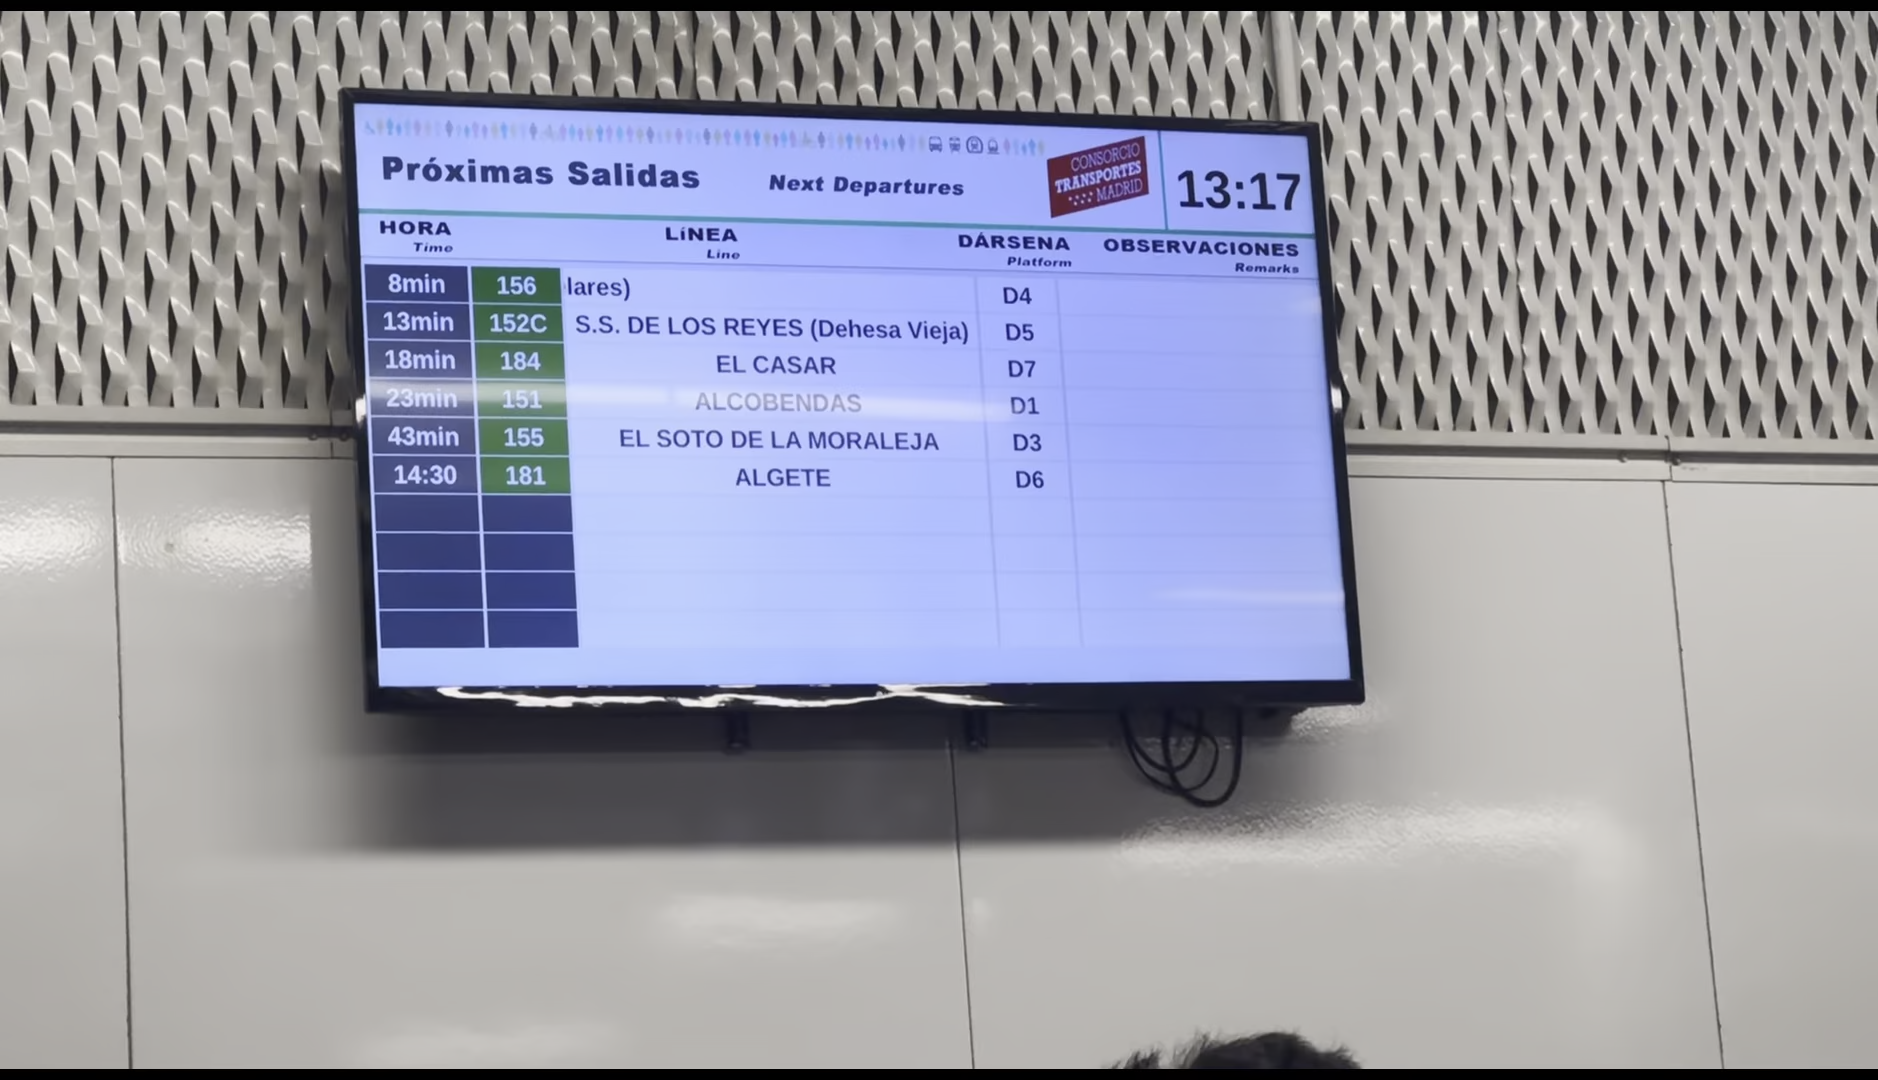 Próximas Salidas Next Departures
CONSORCIO
TRANSPORTES
MADRID
13:17
HORA LíNEA DÁRSENA OBSERVACIONES
Time Line Platform Remarks
8min 156 lares) D4
13min 152C S.S. DE LOS REYES (Dehesa Vieja) D5
18min 184 EL CASAR D7
23min 151 ALCOBENDAS D1
43min 155 EL SOTO DE LA MORALEJA D3
14:30 181 ALGETE D6